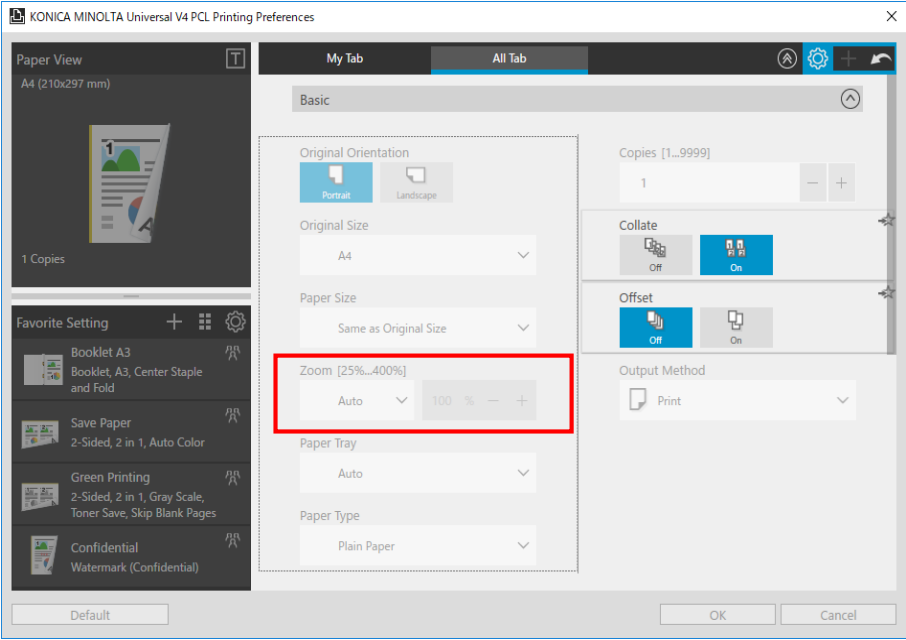 KONICA MINOLTA Universal V4 PCL Printing Preferences
Paper View
T
A4 (210x297 mm)
1
A
1 Copies
Favorite Setting
Booklet A3
Booklet, A3, Center Staple
and Fold
Save Paper
2-Sided, 2 in 1, Auto Color
Green Printing
2-Sided, 2 in 1, Gray Scale,
Toner Save, Skip Blank Pages
Confidential
Watermark (Confidential)
Default
My Tab
All Tab
Basic
Original Orientation
Portrait
Landscape
Original Size
A4
Paper Size
Same as Original Size
Zoom [25%...400%]
Auto
100 %
Paper Tray
Auto
Paper Type
Plain Paper
Copies [1...9999]
1
Collate
Off
On
Offset
Off
On
Output Method
Print
OK
Cancel